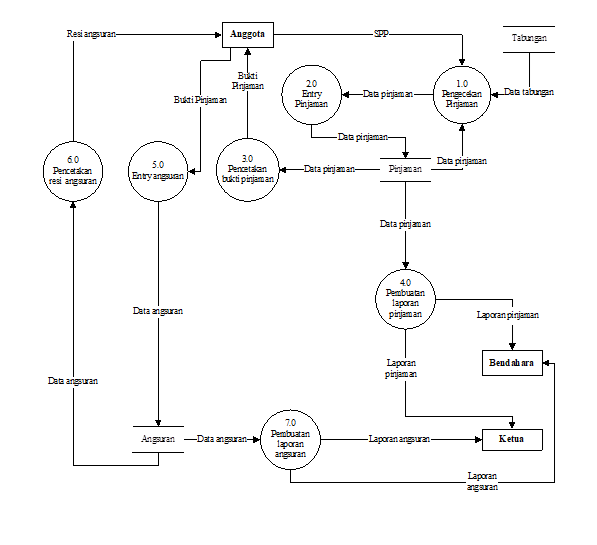 Resi angsuran
Anggota
SPP
Tabungan
Bukti
Pinjaman
2.0
Entry
Pinjaman
Data pinjaman
1.0
Pengecekan
Pinjaman
Data tabungan
Bukti Pinjaman
Data pinjaman
6.0
Pencetakan
resi angsuran
5.0
Entry angsuran
3.0
Pencetakan
bukti pinjaman
Data pinjaman
Pinjaman
Data pinjaman
Data pinjaman
4.0
Pembuatan
laporan
pinjaman
Data angsuran
Laporan pinjaman
Laporan
pinjaman
Bendahara
Data angsuran
Angsuran
Data angsuran
7.0
Pembuatan
laporan
angsuran
Laporan angsuran
Ketua
Laporan
angsuran